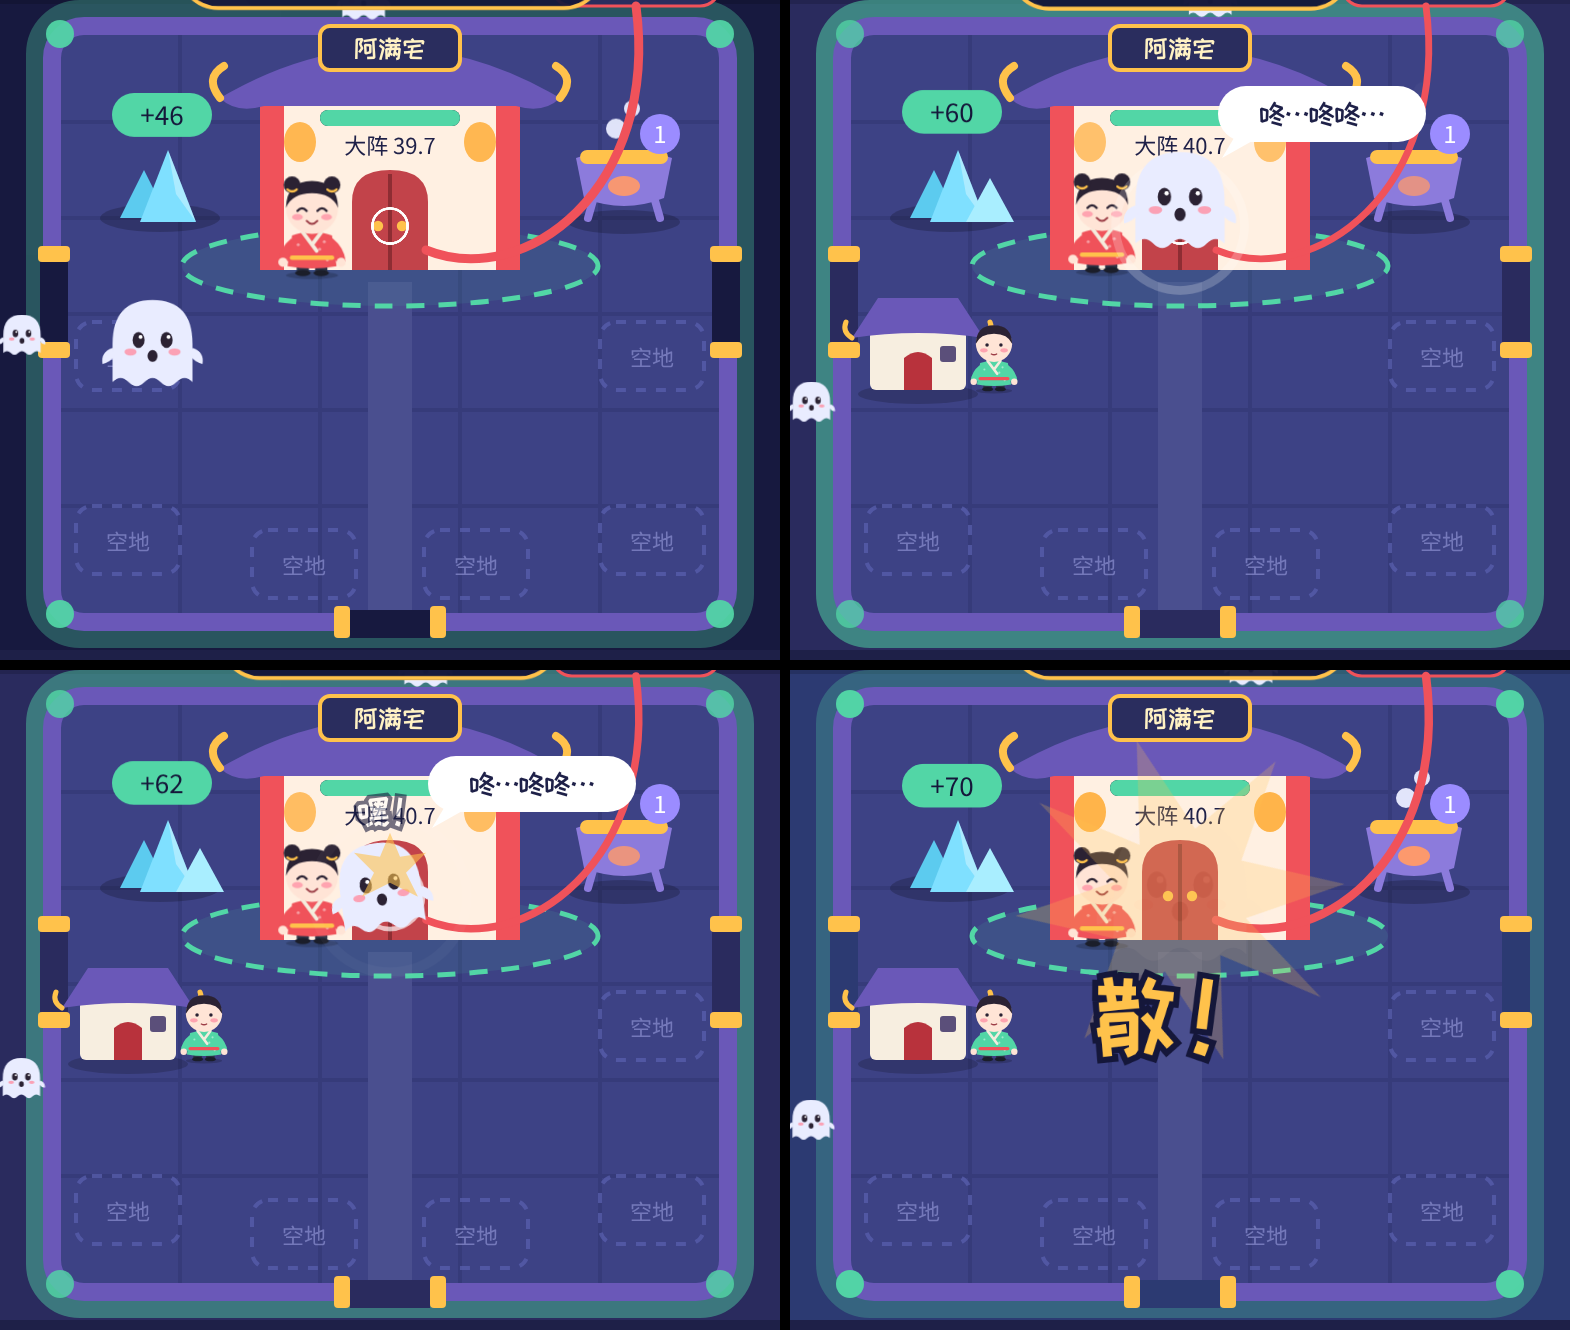 阿满宅
+46
大阵 39.7
1
空地
空地
空地
空地
空地
阿满宅
+60
咚···咚咚···
大阵 40.7
1
空地
空地
空地
空地
空地
阿满宅
+62
咚···咚咚···
嘿!
大阵 40.7
1
空地
空地
空地
空地
空地
阿满宅
+70
大阵 40.7
1
散!
空地
空地
空地
空地
空地